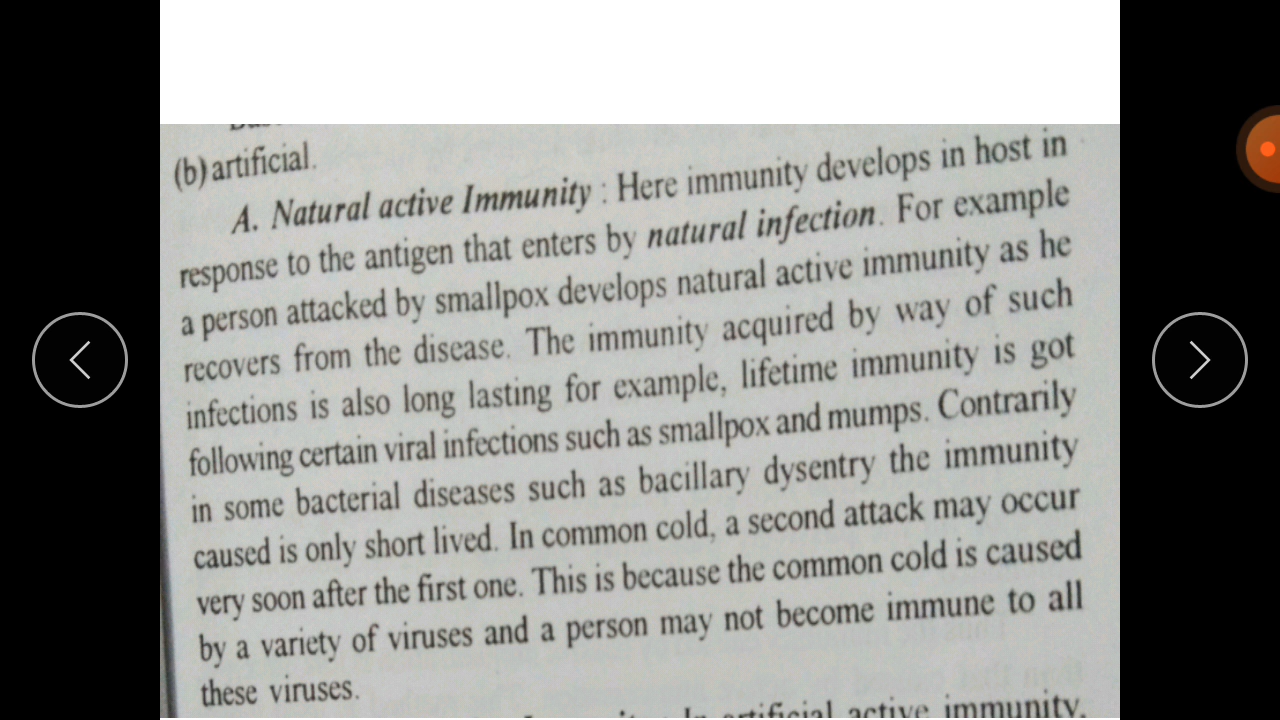 (b) artificial.
A. Natural active Immunity : Here immunity develops in host in
response to the antigen that enters by natural infection. For example
a person attacked by smallpox develops natural active immunity as he
recovers from the disease. The immunity acquired by way of such
infections is also long lasting for example, lifetime immunity is got
following certain viral infections such as smallpox and mumps. Contrarily
in some bacterial diseases such as bacillary dysentry the immunity
caused is only short lived. In common cold, a second attack may occur
very soon after the first one. This is because the common cold is caused
by a variety of viruses and a person may not become immune to all
these viruses.
In artificial active immunity,